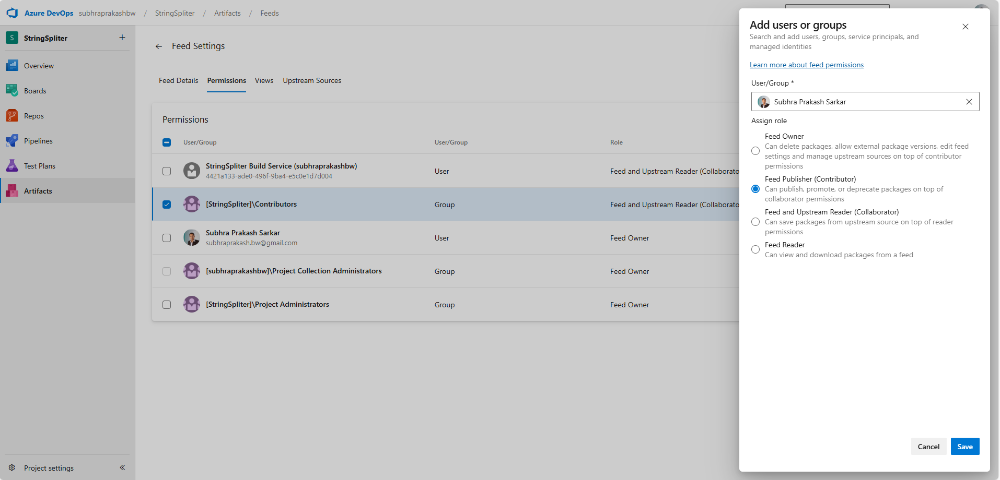 Azure DevOps subhraprakashbw / StringSpliter / Artifacts / Feeds
S StringSpliter +
Overview
Boards
Repos
Pipelines
Test Plans
Artifacts
Project settings
Feed Settings
Feed Details Permissions Views Upstream Sources
Permissions
User/Group User/Group Role
StringSpliter Build Service (subhraprakashbw)
4421a133-ade0-496f-9ba4-e5c0e1d7d004
User
Feed and Upstream Reader (Collaborato
[StringSpliter]\Contributors
Group
Feed and Upstream Reader (Collaborato
Subhra Prakash Sarkar
subhraprakash.bw@gmail.com
User
Feed Owner
[subhraprakashbw]\Project Collection Administrators
Group
Feed Owner
[StringSpliter]\Project Administrators
Group
Feed Owner
Add users or groups
Search and add users, groups, service principals, and
managed identities
Learn more about feed permissions
User/Group *
Subhra Prakash Sarkar
Assign role
Feed Owner
Can delete packages, allow external package versions, edit feed
settings and manage upstream sources on top of contributor
permissions
Feed Publisher (Contributor)
Can publish, promote, or deprecate packages on top of
collaborator permissions
Feed and Upstream Reader (Collaborator)
Can save packages from upstream source on top of reader
permissions
Feed Reader
Can view and download packages from a feed
Cancel Save